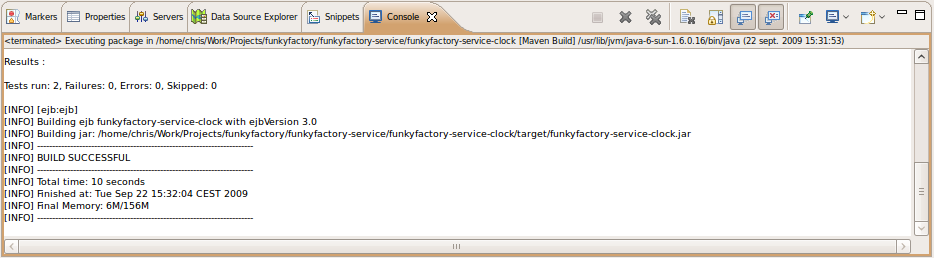 Markers Properties Servers Data Source Explorer Snippets Console
<terminated> Executing package in /home/chris/Work/Projects/funkyfactory/funkyfactory-service/funkyfactory-service-clock [Maven Build] /usr/lib/jvm/java-6-sun-1.6.0.16/bin/java (22 sept. 2009 15:31:53)
Results :
Tests run: 2, Failures: 0, Errors: 0, Skipped: 0
[INFO] [ejb:ejb]
[INFO] Building ejb funkyfactory-service-clock with ejbVersion 3.0
[INFO] Building jar: /home/chris/Work/Projects/funkyfactory/funkyfactory-service/funkyfactory-service-clock/target/funkyfactory-service-clock.jar
[INFO] ------------------------------------------------------------------------
[INFO] BUILD SUCCESSFUL
[INFO] ------------------------------------------------------------------------
[INFO] Total time: 10 seconds
[INFO] Finished at: Tue Sep 22 15:32:04 CEST 2009
[INFO] Final Memory: 6M/156M
[INFO] ------------------------------------------------------------------------